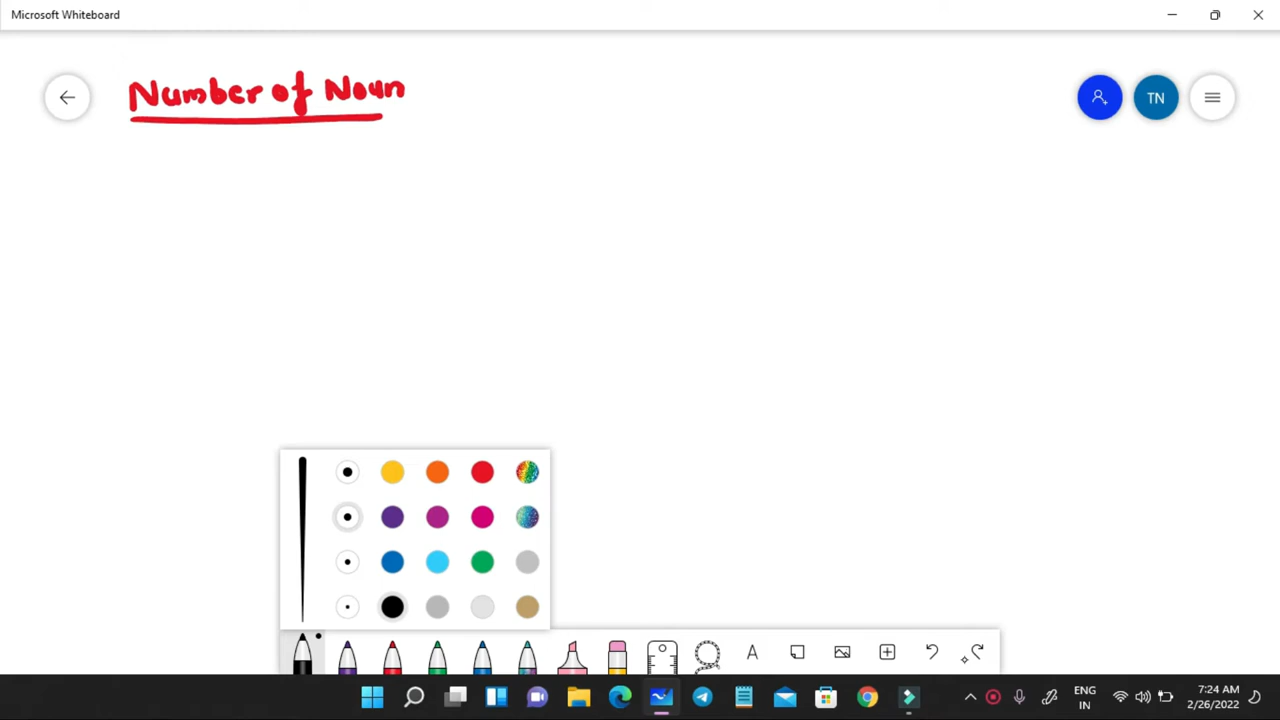 Microsoft Whiteboard
Number of Noun
TN
A
ENG
IN
7:24 AM
2/26/2022